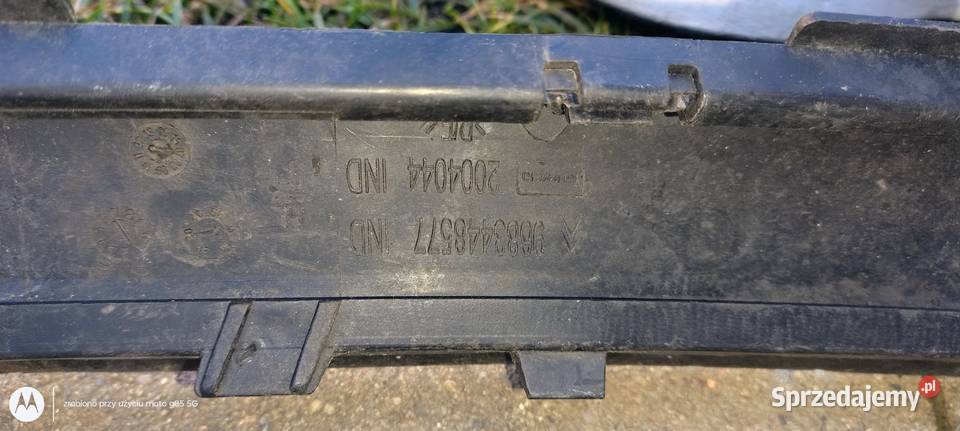 9683448577 IND
2004044 IND
zrobiono przy użyciu moto g85 5G
Sprzedajemy.pl